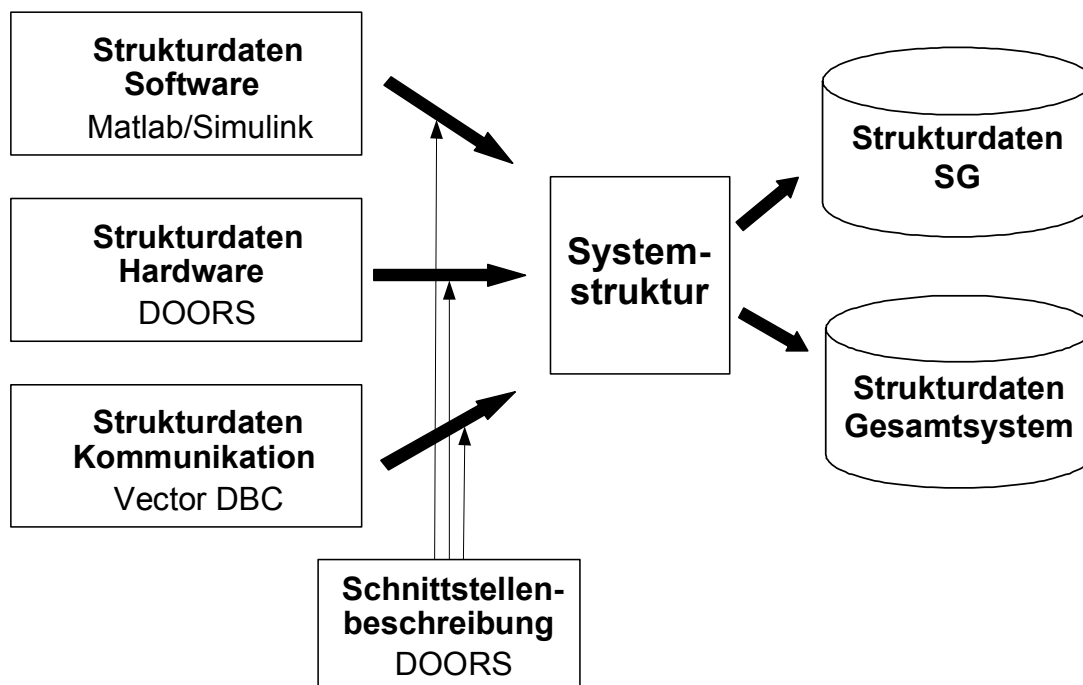 Strukturdaten
Software
Matlab/Simulink
Strukturdaten
Hardware
DOORS
Strukturdaten
Kommunikation
Vector DBC
Schnittstellen-
beschreibung
DOORS
System-
struktur
Strukturdaten
SG
Strukturdaten
Gesamtsystem